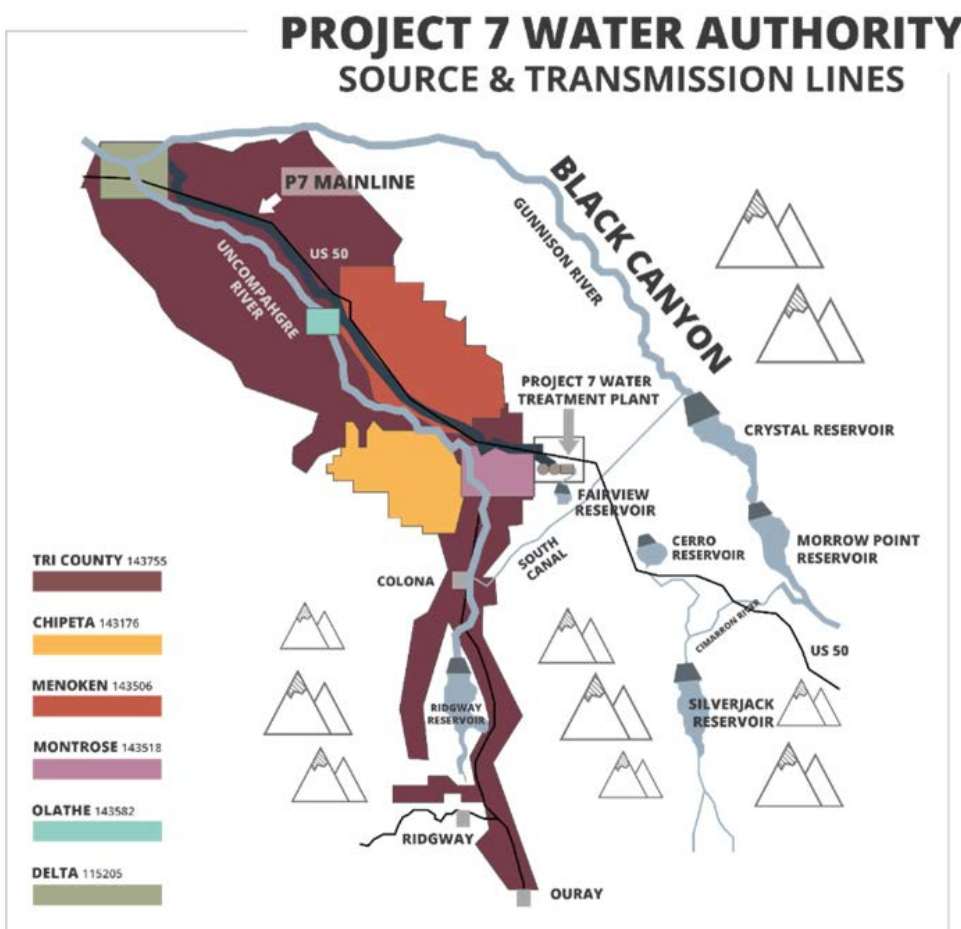 PROJECT 7 WATER AUTHORITY
SOURCE & TRANSMISSION LINES
P7 MAINLINE
BLACK CANYON
GUNNISON RIVER
US 50
UNCOMPAHGRE
RIVER
PROJECT 7 WATER
TREATMENT PLANT
CRYSTAL RESERVOIR
FAIRVIEW
RESERVOIR
SOUTH
CANAL
CERRO
RESERVOIR
MORROW POINT
RESERVOIR
COLONA
CIMARRON RIVER
US 50
RIDGWAY
RESERVOIR
SILVERJACK
RESERVOIR
RIDGWAY
OURAY
TRI COUNTY 143755
CHIPETA 143176
MENOKEN 143506
MONTROSE 143518
OLATHE 143582
DELTA 115205